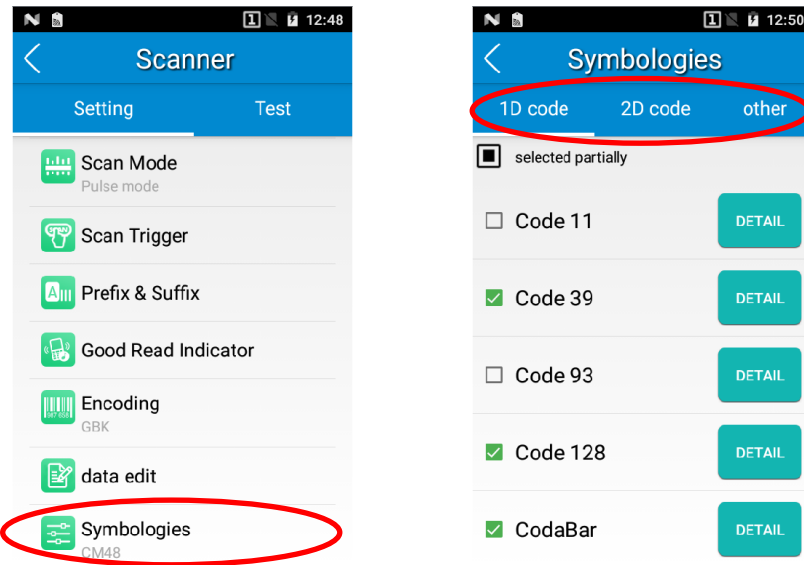 12:48
Scanner
Setting
Test
Scan Mode
Pulse mode
Scan Trigger
Prefix & Suffix
Good Read Indicator
Encoding
GBK
data edit
Symbologies
CM48
12:50
Symbologies
1D code
2D code
other
selected partially
Code 11
DETAIL
Code 39
DETAIL
Code 93
DETAIL
Code 128
DETAIL
CodaBar
DETAIL